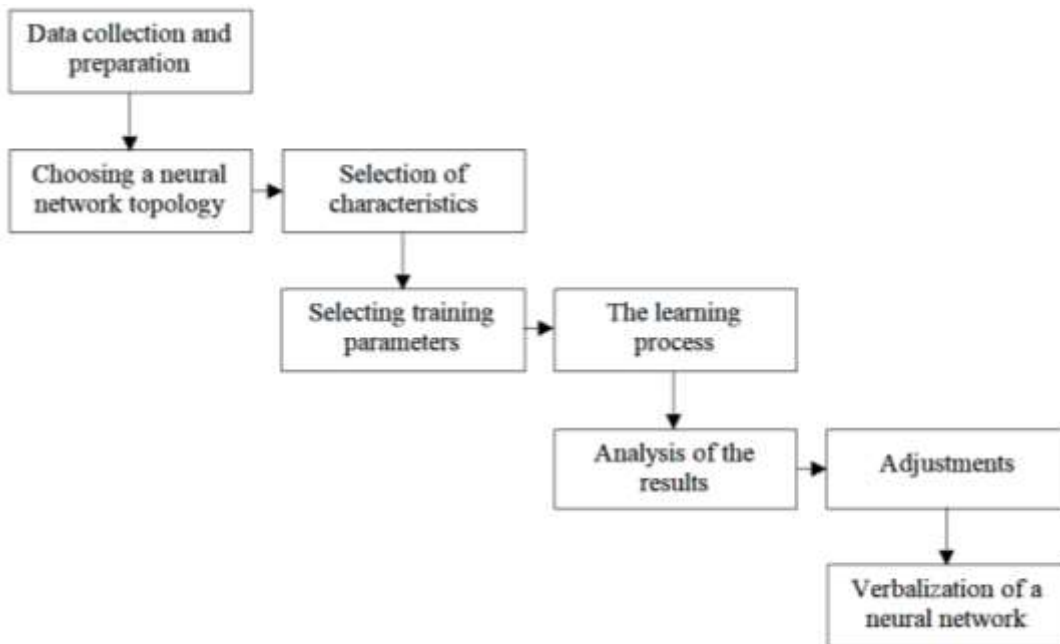 Data collection and
preparation
Choosing a neural
network topology
Selection of
characteristics
Selecting training
parameters
The learning
process
Analysis of the
results
Adjustments
Verbalization of a
neural network